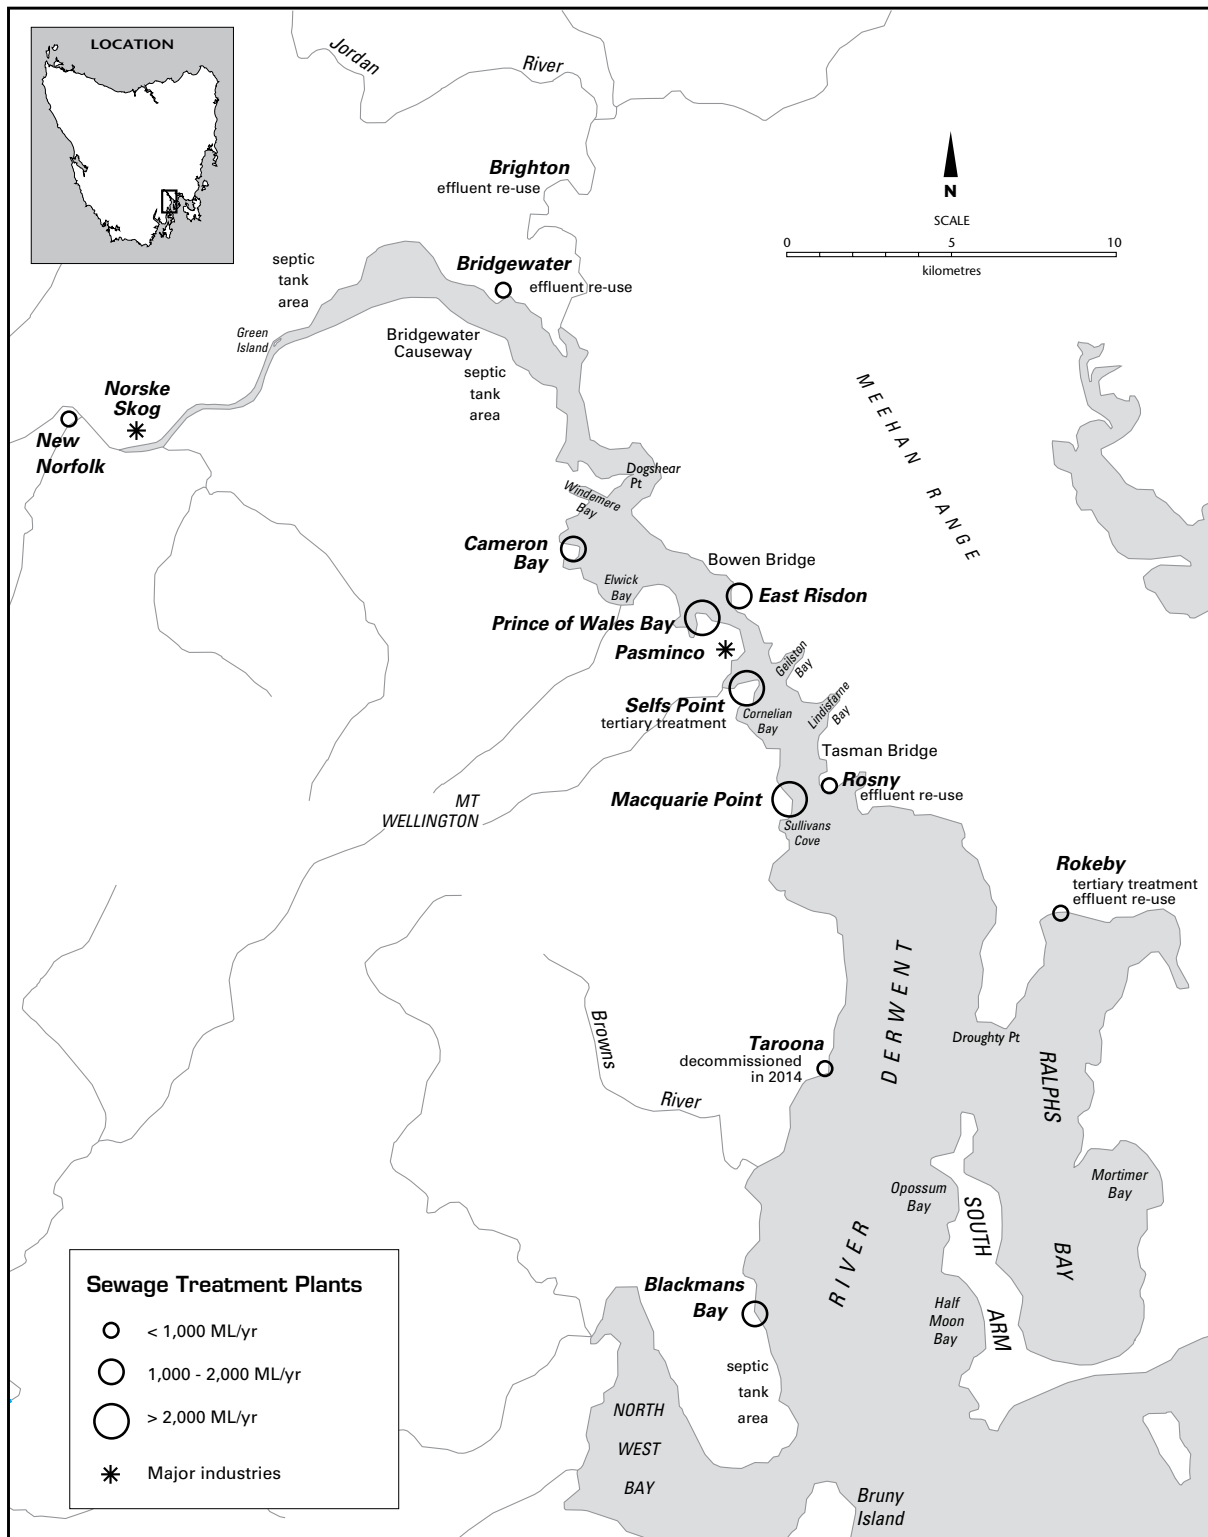 LOCATION
Jordan
River
Brighton
effluent re-use
N
SCALE
0 5 10
kilometres
septic
tank
area
Bridgewater
effluent re-use
Green
Island
Bridgewater
Causeway
septic
tank
area
Norske
Skog
New
Norfolk
MEEHAN RANGE
Dogshear
Pt
Windemere
Bay
Cameron
Bay
Elwick
Bay
Bowen Bridge
East Risdon
Prince of Wales Bay
Pasminco
Geilston
Bay
Selfs Point
tertiary treatment
Cornelian
Bay
Lindisfarne
Bay
Tasman Bridge
Rosny
effluent re-use
Macquarie Point
Sullivans
Cove
MT
WELLINGTON
Rokeby
tertiary treatment
effluent re-use
DERWENT
RIVER
Browns
River
Taroona
decommissioned
in 2014
Droughty Pt
RALPHS
BAY
Opossum
Bay
Mortimer
Bay
SOUTH
ARM
Half
Moon
Bay
Blackmans
Bay
septic
tank
area
NORTH
WEST
BAY
Bruny
Island
Sewage Treatment Plants
< 1,000 ML/yr
1,000 - 2,000 ML/yr
> 2,000 ML/yr
Major industries